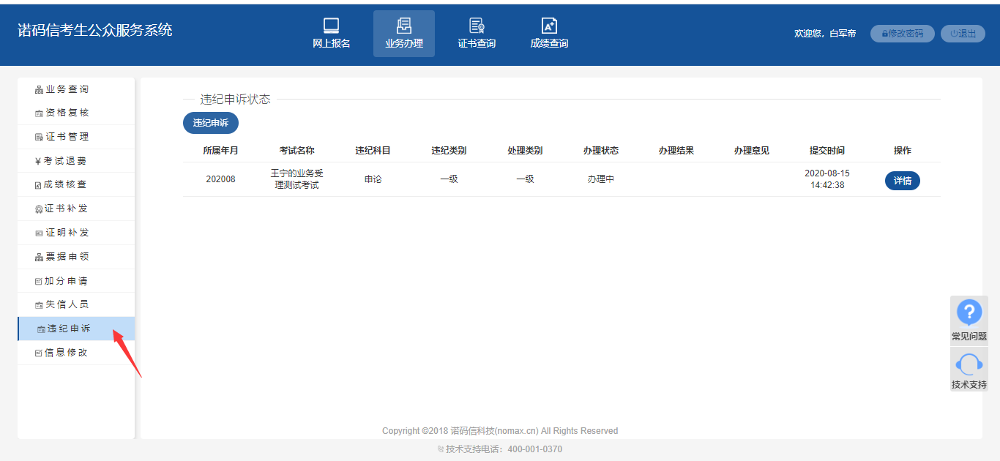 诺码信考生公众服务系统
网上报名
业务办理
证书查询
成绩查询
欢迎您，白军帝
修改密码
退出
业务查询
资格复核
证书管理
考试退费
成绩核查
证书补发
证明补发
票据申领
加分申请
失信人员
违纪申诉
信息修改
违纪申诉状态
违纪申诉
所属年月 考试名称 违纪科目 违纪类别 处理类别 办理状态 办理结果 办理意见 提交时间 操作
202008 王宁的业务受 申论 一级 一级 办理中 2020-08-15 详情
理测试考试 14:42:38
常见问题
技术支持
Copyright ©2018 诺码信科技(nomax.cn) All Rights Reserved
技术支持电话：400-001-0370